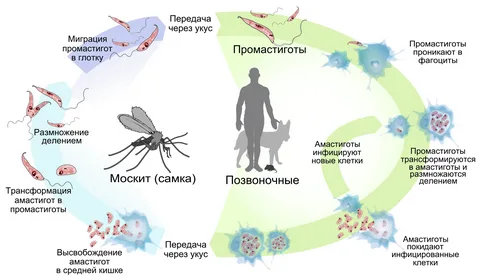 Передача
через укус
Промастиготы
Промастиготы
проникают в
фагоциты
Промастиготы
трансформируются
в амастиготы и
размножаются
делением
Амастиготы
инфицируют
новые клетки
Амастиготы
покидают
инфицированные
клетки
Позвоночные
Передача
через укус
Высвобождение
амастигот
в средней кишке
Трансформация
амастигот в
промастиготы
Размножение
делением
Миграция
промастигот
в глотку
Москит (самка)